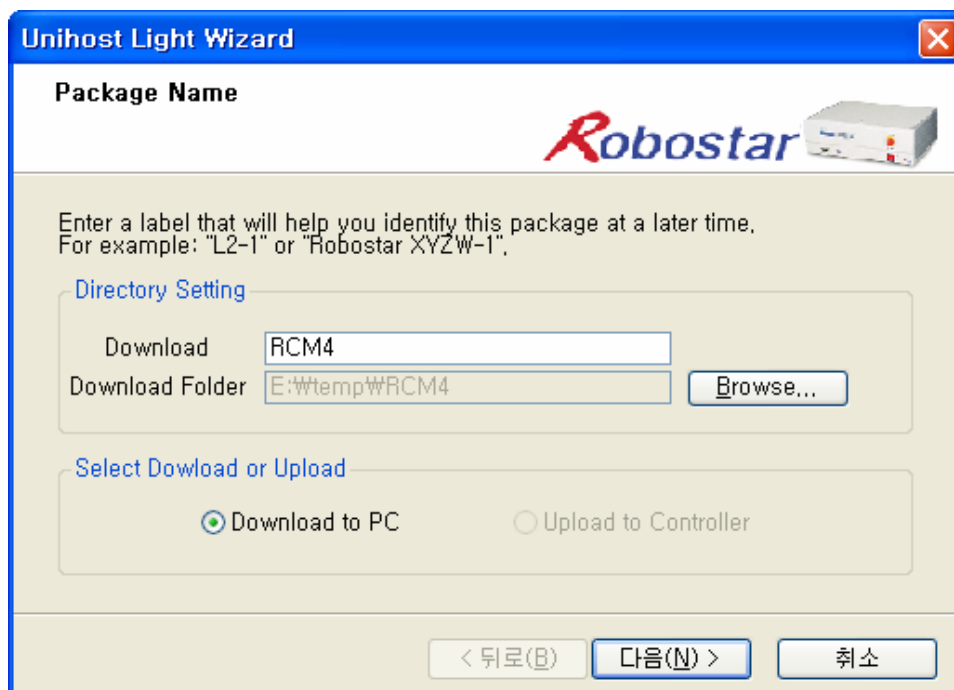 Unihost Light Wizard
Package Name
Robostar
Enter a label that will help you identify this package at a later time,
For example: "L2-1" or "Robostar XYZW-1",
Directory Setting
Download RCM4
Download Folder E:₩temp₩RCM4 Browse,,,
Select Dowload or Upload
Download to PC Upload to Controller
< 뒤로(B) 다음(N) > 취소